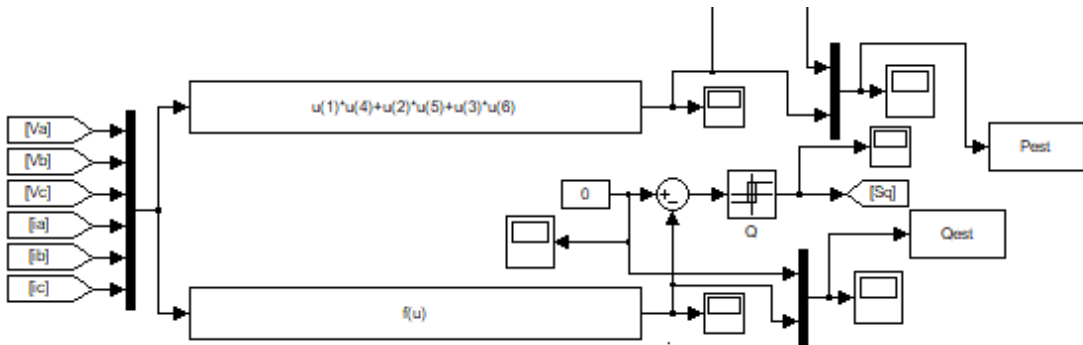 u(1)*u(4)+u(2)*u(5)+u(3)*u(6)
[Va]
[Vb]
[Vc]
[ia]
[ib]
[ic]
Pest
0
+
−
Q
[Sq]
Qest
f(u)